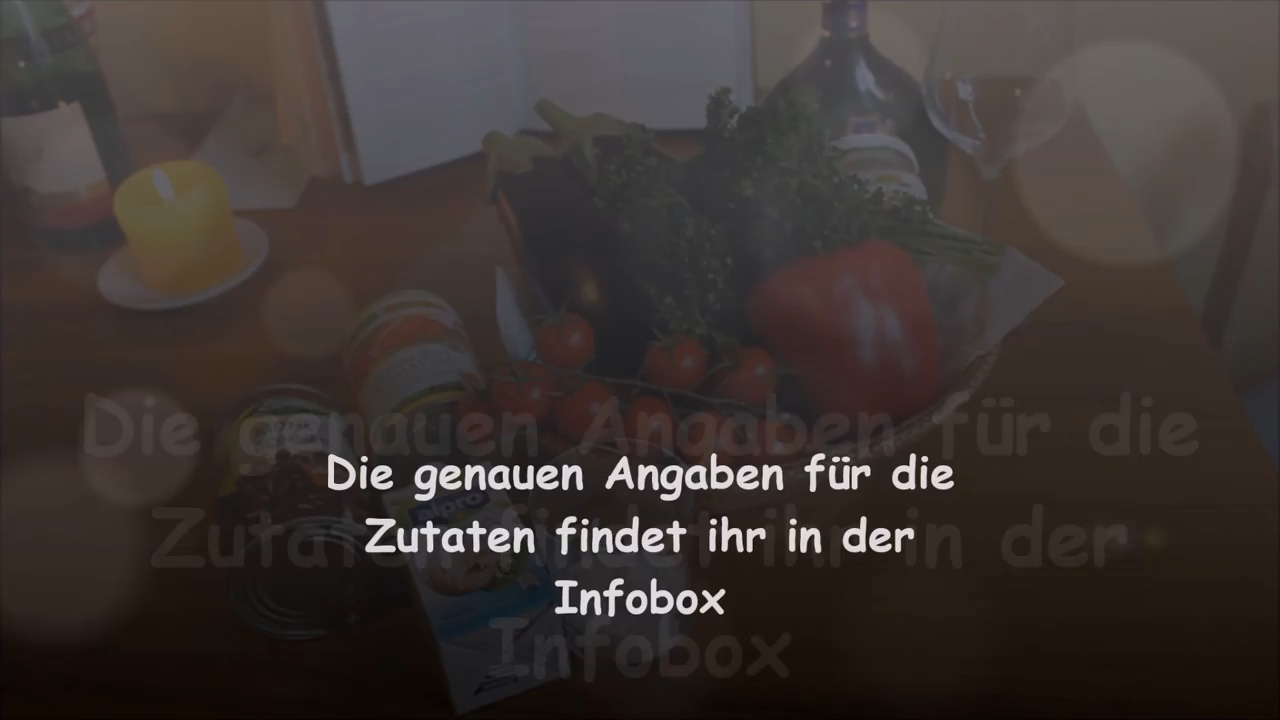 Die genauen Angaben für die
Zutaten findet ihr in der
Infobox
alpro